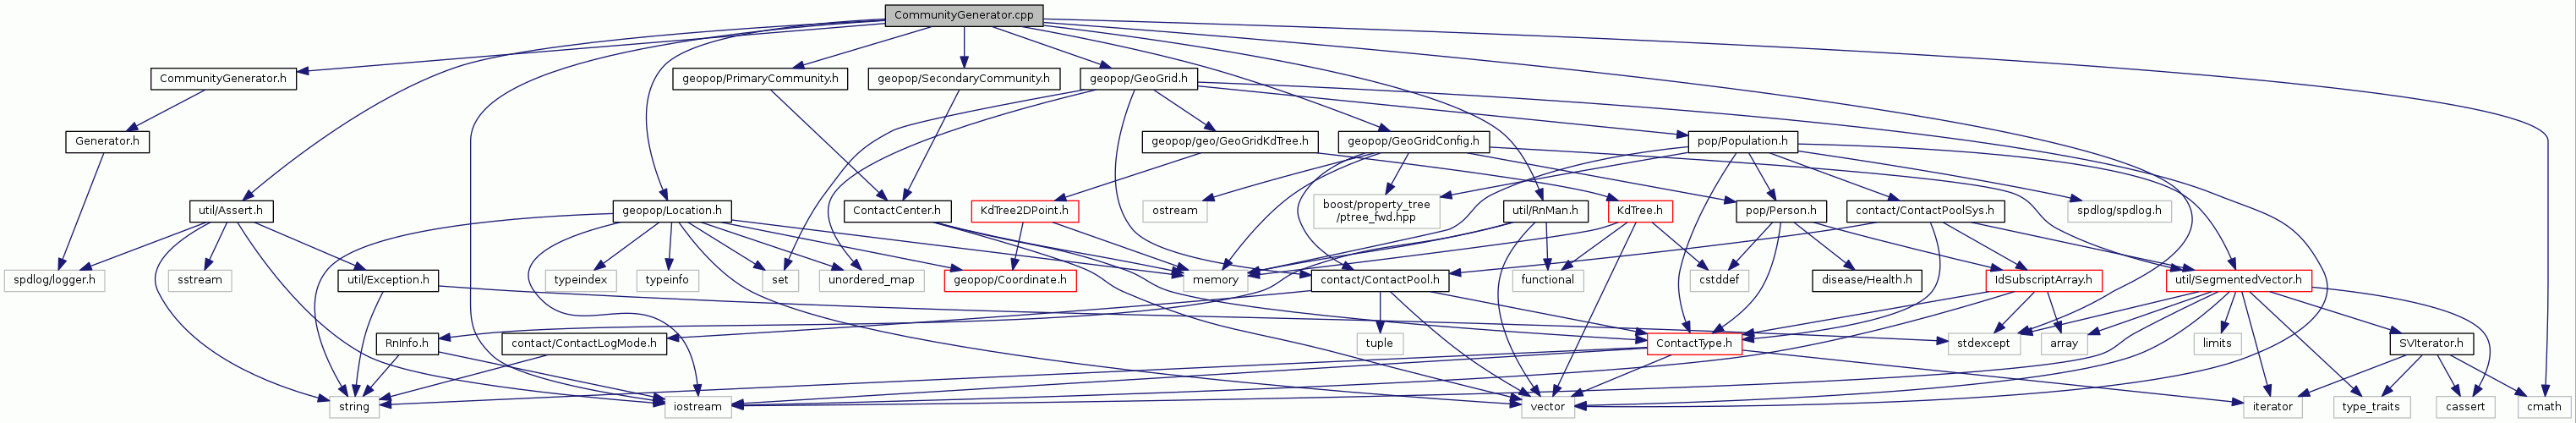 CommunityGenerator.cpp
CommunityGenerator.h
geopop/PrimaryCommunity.h
geopop/SecondaryCommunity.h
geopop/GeoGrid.h
Generator.h
geopop/geo/GeoGridKdTree.h
geopop/GeoGridConfig.h
pop/Population.h
util/Assert.h
geopop/Location.h
ContactCenter.h
KdTree2DPoint.h
ostream
boost/property_tree
/ptree_fwd.hpp
util/RnMan.h
KdTree.h
pop/Person.h
contact/ContactPoolSys.h
spdlog/spdlog.h
spdlog/logger.h
sstream
util/Exception.h
typeindex
typeinfo
set
unordered_map
geopop/Coordinate.h
memory
contact/ContactPool.h
functional
cstddef
disease/Health.h
IdSubscriptArray.h
util/SegmentedVector.h
RnInfo.h
contact/ContactLogMode.h
tuple
ContactType.h
stdexcept
array
limits
SVIterator.h
string
iostream
vector
iterator
type_traits
cassert
cmath